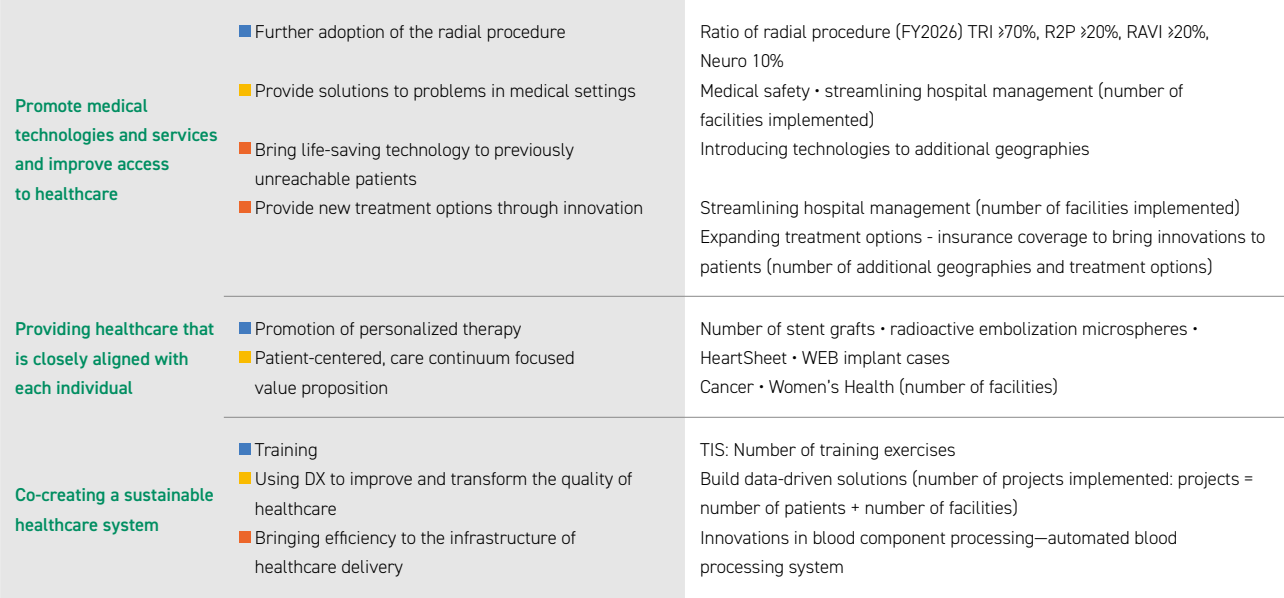 Promote medical
technologies and services
and improve access
to healthcare
■ Further adoption of the radial procedure
Ratio of radial procedure (FY2026) TRI ≥70%, R2P ≥20%, RAVI ≥20%,
Neuro 10%
■ Provide solutions to problems in medical settings
Medical safety • streamlining hospital management (number of
facilities implemented)
■ Bring life-saving technology to previously
unreachable patients
Introducing technologies to additional geographies
■ Provide new treatment options through innovation
Streamlining hospital management (number of facilities implemented)
Expanding treatment options - insurance coverage to bring innovations to
patients (number of additional geographies and treatment options)
Providing healthcare that
is closely aligned with
each individual
■ Promotion of personalized therapy
Number of stent grafts • radioactive embolization microspheres •
HeartSheet • WEB implant cases
■ Patient-centered, care continuum focused
value proposition
Cancer • Women's Health (number of facilities)
Co-creating a sustainable
healthcare system
■ Training
TIS: Number of training exercises
■ Using DX to improve and transform the quality of
healthcare
Build data-driven solutions (number of projects implemented: projects =
number of patients + number of facilities)
■ Bringing efficiency to the infrastructure of
healthcare delivery
Innovations in blood component processing—automated blood
processing system